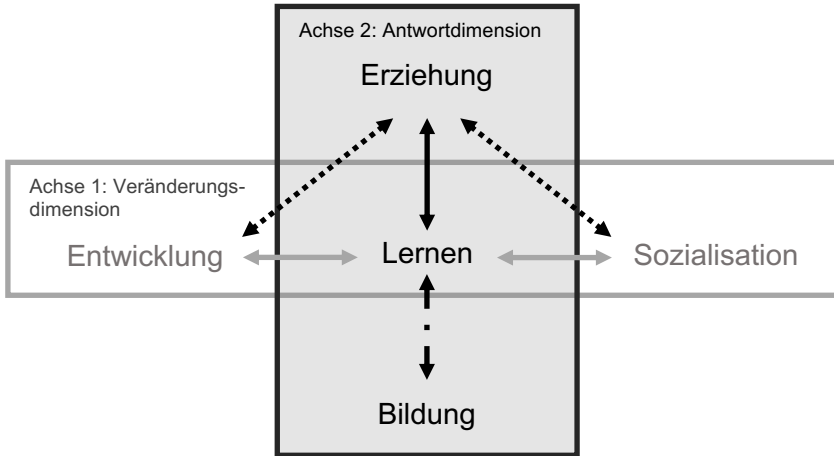 Achse 2: Antwortdimension
Erziehung
Achse 1: Veränderungs-
dimension
Entwicklung
Lernen
Sozialisation
Bildung